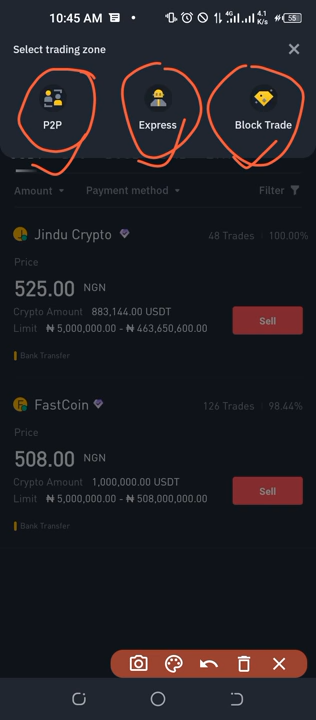 10:45 AM
4G
4.1
K/s
55
Select trading zone
P2P
Express
Block Trade
Amount
Payment method
Filter
Jindu Crypto
48 Trades
100.00%
Price
525.00 NGN
Crypto Amount 883,144.00 USDT
Limit ₦ 5,000,000.00 - ₦ 463,650,600.00
Sell
Bank Transfer
FastCoin
126 Trades
98.44%
Price
508.00 NGN
Crypto Amount 1,000,000.00 USDT
Limit ₦ 5,000,000.00 - ₦ 508,000,000.00
Sell
Bank Transfer